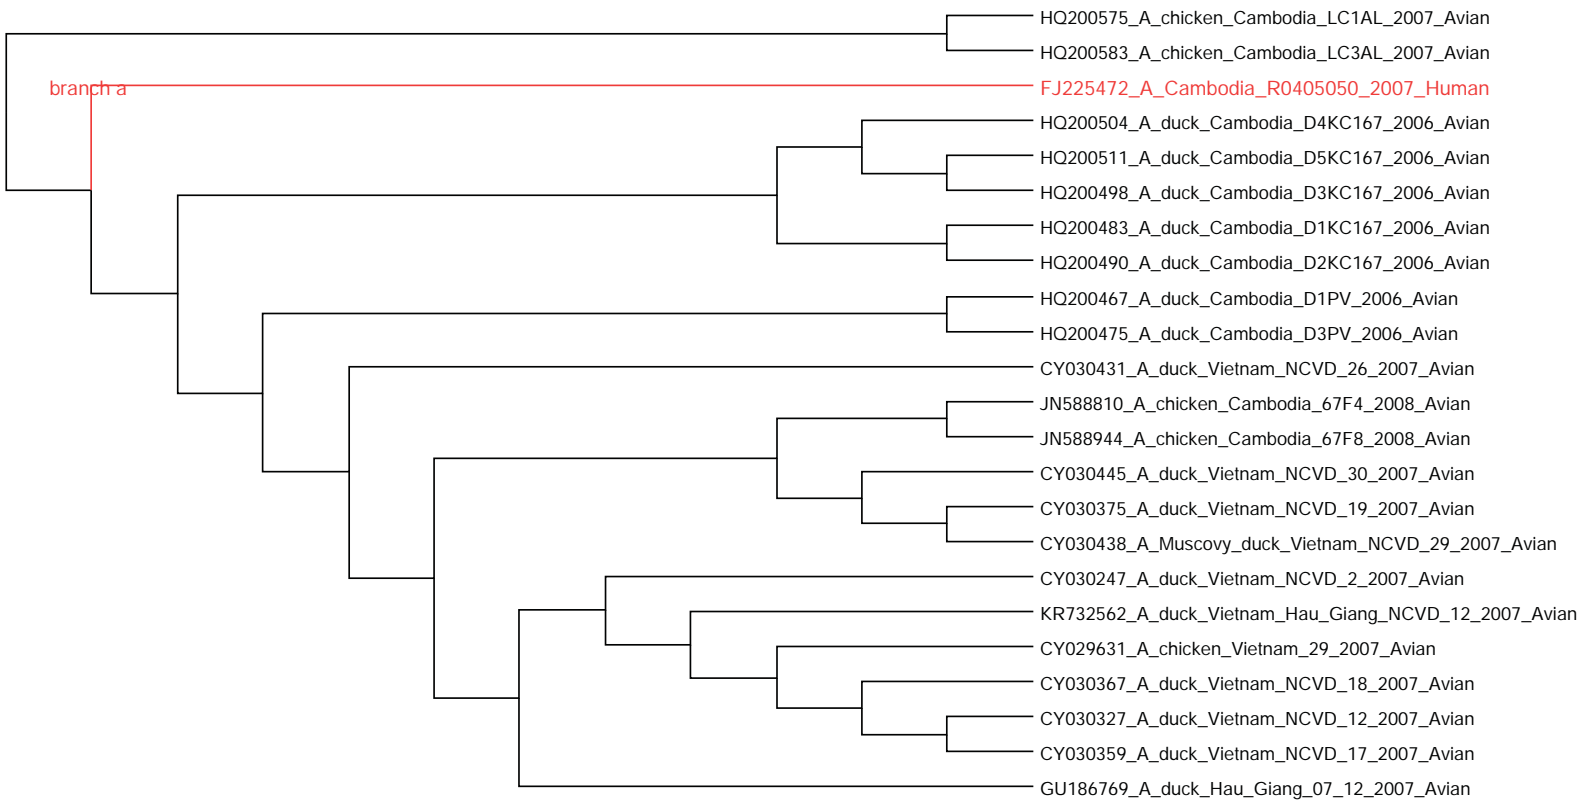 HQ200575_A_chicken_Cambodia_LC1AL_2007_Avian
HQ200583_A_chicken_Cambodia_LC3AL_2007_Avian
branch a
FJ225472_A_Cambodia_R0405050_2007_Human
HQ200504_A_duck_Cambodia_D4KC167_2006_Avian
HQ200511_A_duck_Cambodia_D5KC167_2006_Avian
HQ200498_A_duck_Cambodia_D3KC167_2006_Avian
HQ200483_A_duck_Cambodia_D1KC167_2006_Avian
HQ200490_A_duck_Cambodia_D2KC167_2006_Avian
HQ200467_A_duck_Cambodia_D1PV_2006_Avian
HQ200475_A_duck_Cambodia_D3PV_2006_Avian
CY030431_A_duck_Vietnam_NCVD_26_2007_Avian
JN588810_A_chicken_Cambodia_67F4_2008_Avian
JN588944_A_chicken_Cambodia_67F8_2008_Avian
CY030445_A_duck_Vietnam_NCVD_30_2007_Avian
CY030375_A_duck_Vietnam_NCVD_19_2007_Avian
CY030438_A_Muscovy_duck_Vietnam_NCVD_29_2007_Avian
CY030247_A_duck_Vietnam_NCVD_2_2007_Avian
KR732562_A_duck_Vietnam_Hau_Giang_NCVD_12_2007_Avian
CY029631_A_chicken_Vietnam_29_2007_Avian
CY030367_A_duck_Vietnam_NCVD_18_2007_Avian
CY030327_A_duck_Vietnam_NCVD_12_2007_Avian
CY030359_A_duck_Vietnam_NCVD_17_2007_Avian
GU186769_A_duck_Hau_Giang_07_12_2007_Avian